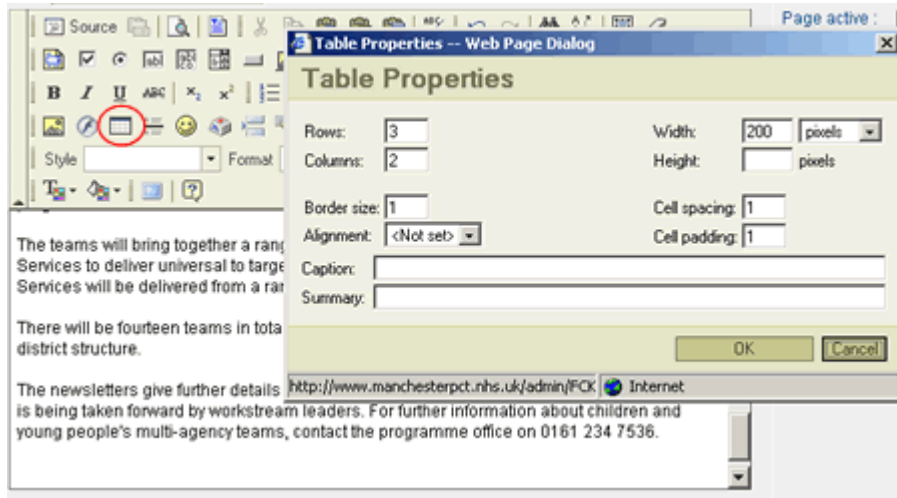 Page active :
Source
Table Properties -- Web Page Dialog
Table Properties
B I U ABC x₂ x²
Style
Format
Rows: 3
Width: 200 pixels
Columns: 2
Height: pixels
Border size: 1
Cell spacing: 1
Alignment: <Not set>
Cell padding: 1
Caption:
Summary:
OK Cancel
http://www.manchesterpct.nhs.uk/admin/FCK
Internet
The teams will bring together a rang
Services to deliver universal to targe
Services will be delivered from a rar
There will be fourteen teams in tota
district structure.
The newsletters give further details
is being taken forward by workstream leaders. For further information about children and
young people's multi-agency teams, contact the programme office on 0161 234 7536.